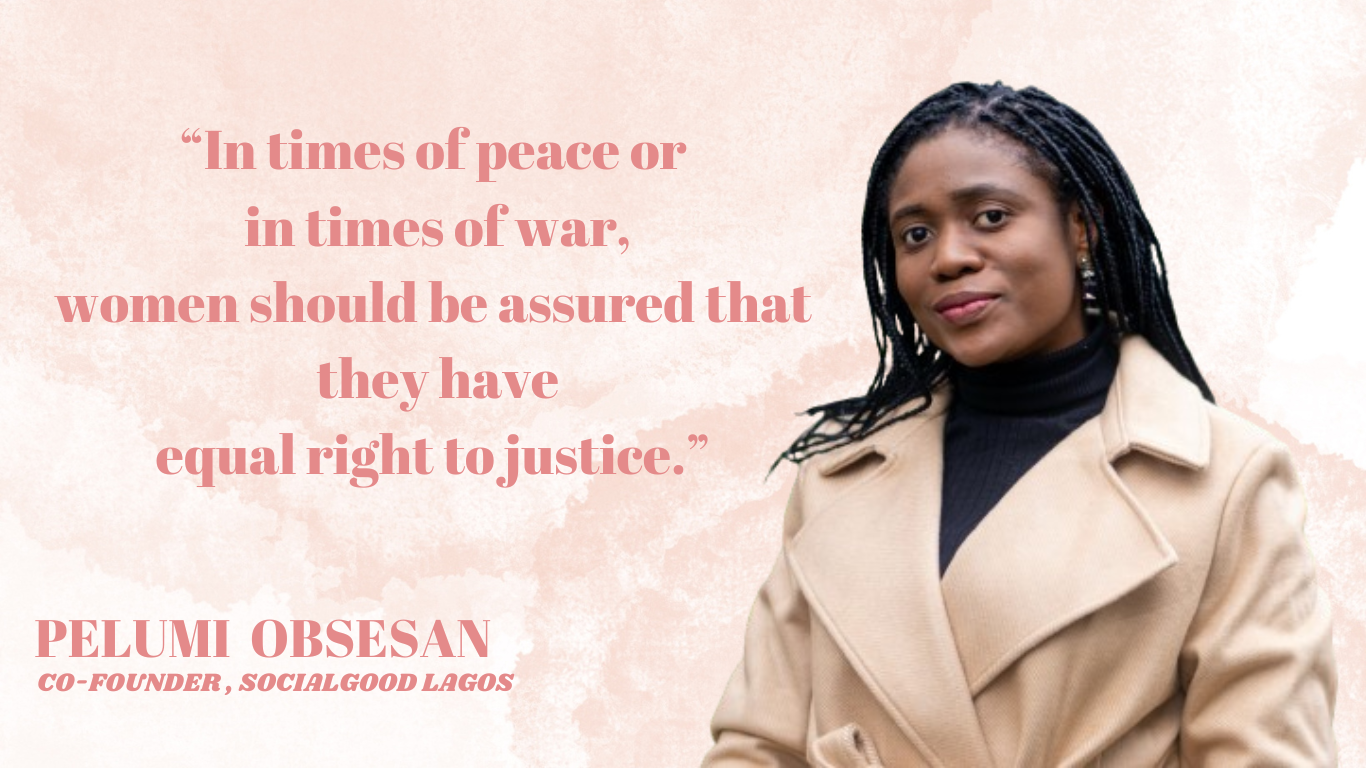 “In times of peace or
in times of war,
women should be assured that
they have
equal right to justice.”
PELUMI OBSESAN
CO-FOUNDER, SOCIALGOOD LAGOS